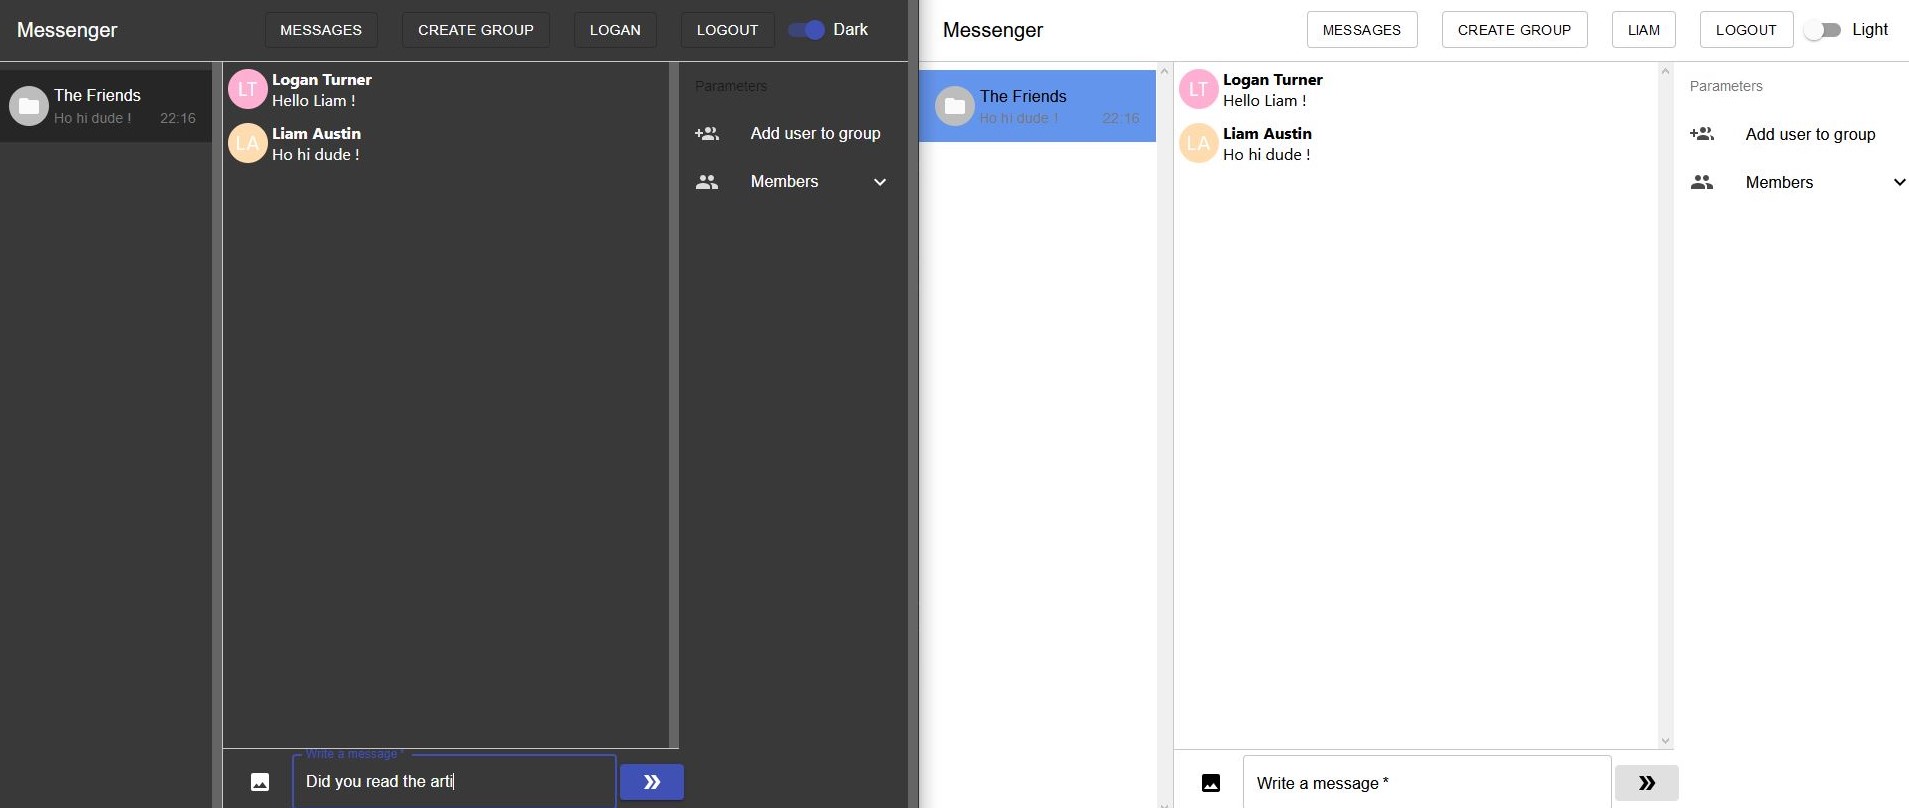 Messenger
MESSAGES
CREATE GROUP
LOGAN
LOGOUT
Dark
The Friends
Ho hi dude !
22:16
LT
Logan Turner
Hello Liam !
LA
Liam Austin
Ho hi dude !
Parameters
Add user to group
Members
Write a message *
Did you read the arti
Messenger
MESSAGES
CREATE GROUP
LIAM
LOGOUT
Light
The Friends
Ho hi dude !
22:16
LT
Logan Turner
Hello Liam !
LA
Liam Austin
Ho hi dude !
Parameters
Add user to group
Members
Write a message *